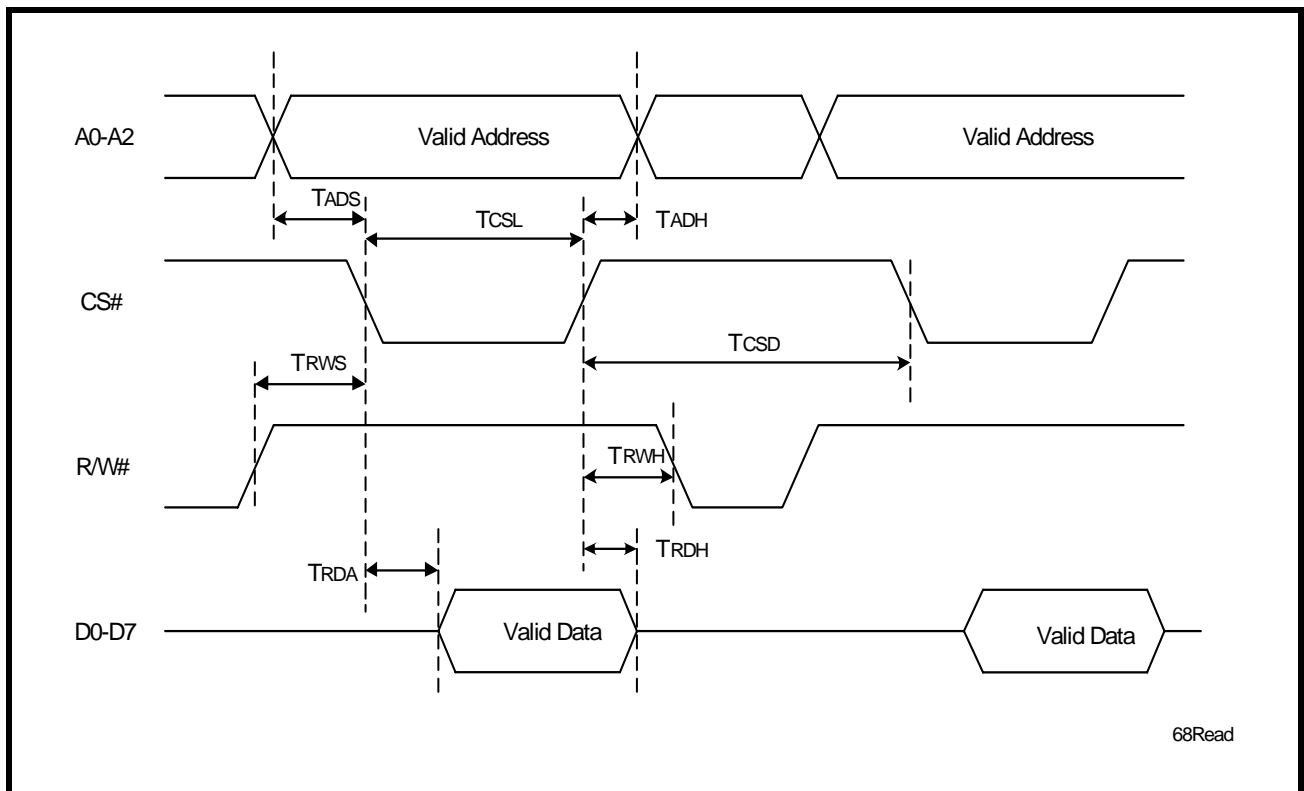 A0-A2
Valid Address
Valid Address
TADS
TCSL
TADH
CS#
TCSD
TRWS
R/W#
TRWH
TRDH
TRDA
D0-D7
Valid Data
Valid Data
68Read